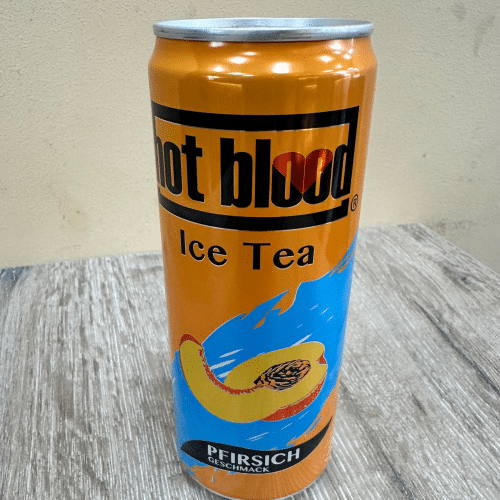 hot blood®
Ice Tea
PFIRSICH
GESCHMACK